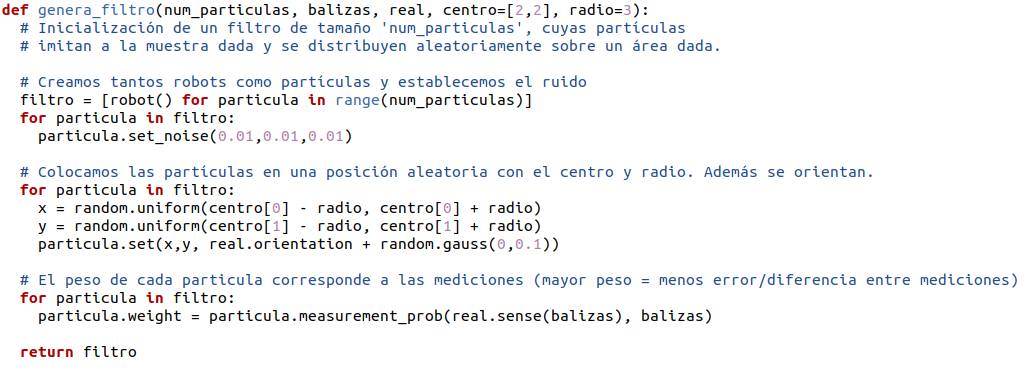 def genera_filtro(num_particulas, balizas, real, centro=[2,2], radio=3):
  # Inicialización de un filtro de tamaño 'num_particulas', cuyas partículas
  # imitan a la muestra dada y se distribuyen aleatoriamente sobre un área dada.

  # Creamos tantos robots como partículas y establecemos el ruido
  filtro = [robot() for particula in range(num_particulas)]
  for particula in filtro:
    particula.set_noise(0.01,0.01,0.01)

  # Colocamos las partículas en una posición aleatoria con el centro y radio. Además se orientan.
  for particula in filtro:
    x = random.uniform(centro[0] - radio, centro[0] + radio)
    y = random.uniform(centro[1] - radio, centro[1] + radio)
    particula.set(x,y, real.orientation + random.gauss(0,0.1))

  # El peso de cada particula corresponde a las mediciones (mayor peso = menos error/diferencia entre mediciones)
  for particula in filtro:
    particula.weight = particula.measurement_prob(real.sense(balizas), balizas)

  return filtro